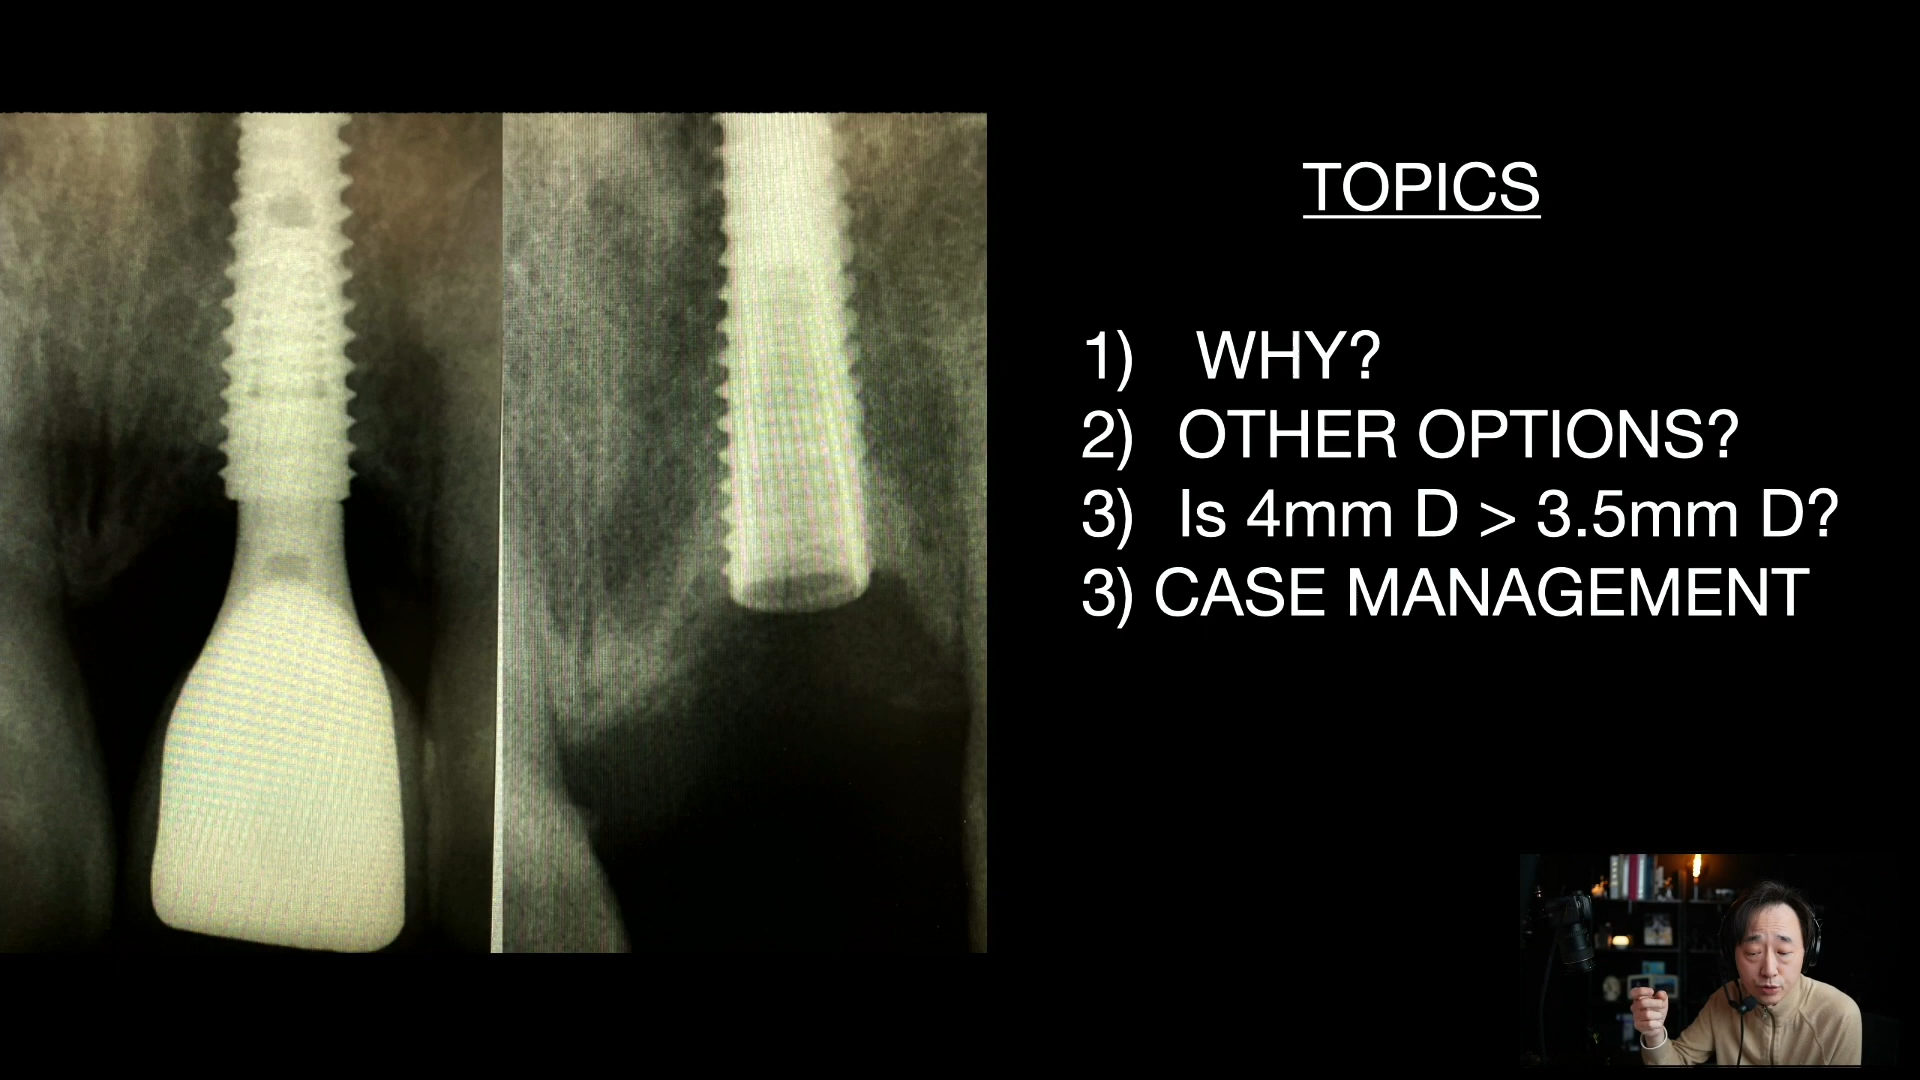 TOPICS
1) WHY?
2) OTHER OPTIONS?
3) Is 4mm D > 3.5mm D?
3) CASE MANAGEMENT